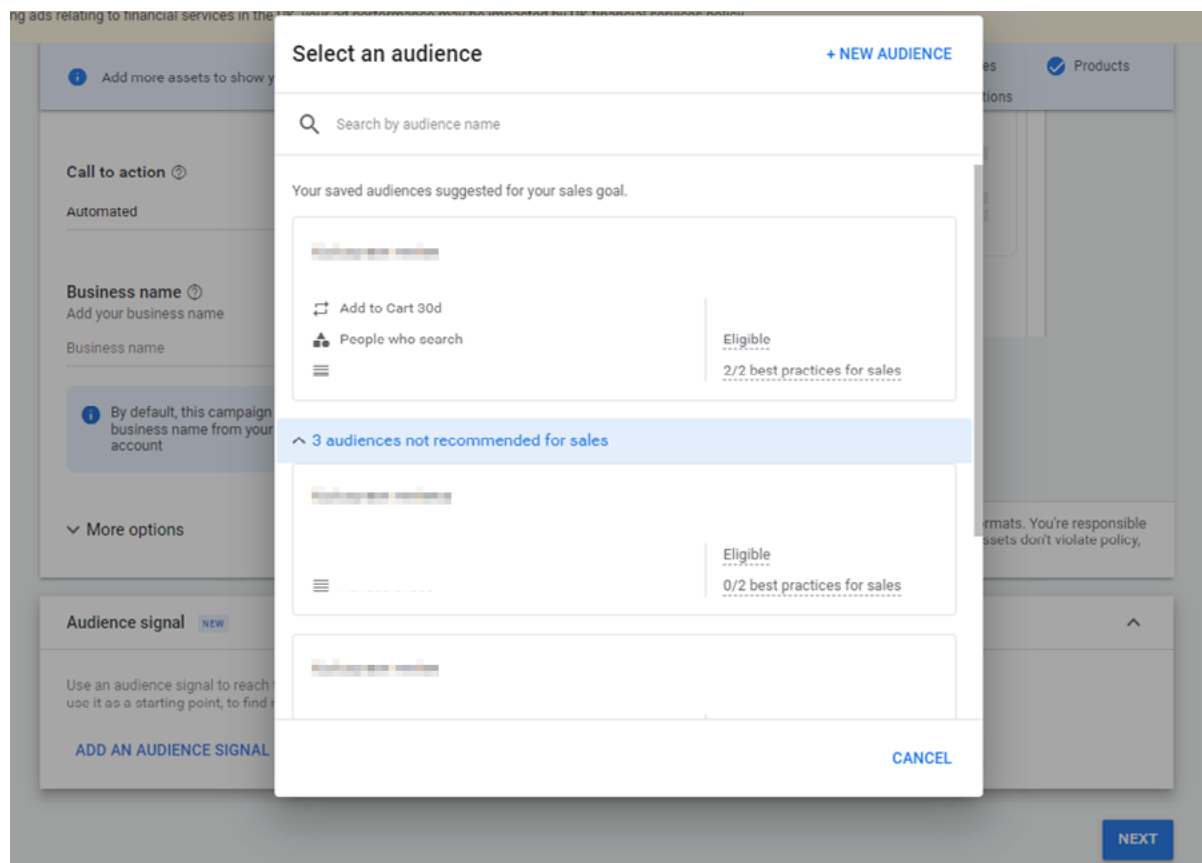 ng ads relating to financial services in the UK, your ad performance may be impacted by UK financial services policy
Select an audience
+ NEW AUDIENCE
Search by audience name
Your saved audiences suggested for your sales goal.
Add to Cart 30d
People who search
Eligible
2/2 best practices for sales
3 audiences not recommended for sales
Eligible
0/2 best practices for sales
CANCEL
Add more assets to show y
es
Products
tions
Call to action
Automated
Business name
Add your business name
Business name
By default, this campaign
business name from your
account
More options
rmats. You're responsible
ssets don't violate policy,
Audience signal NEW
Use an audience signal to reach
use it as a starting point, to find
ADD AN AUDIENCE SIGNAL
NEXT